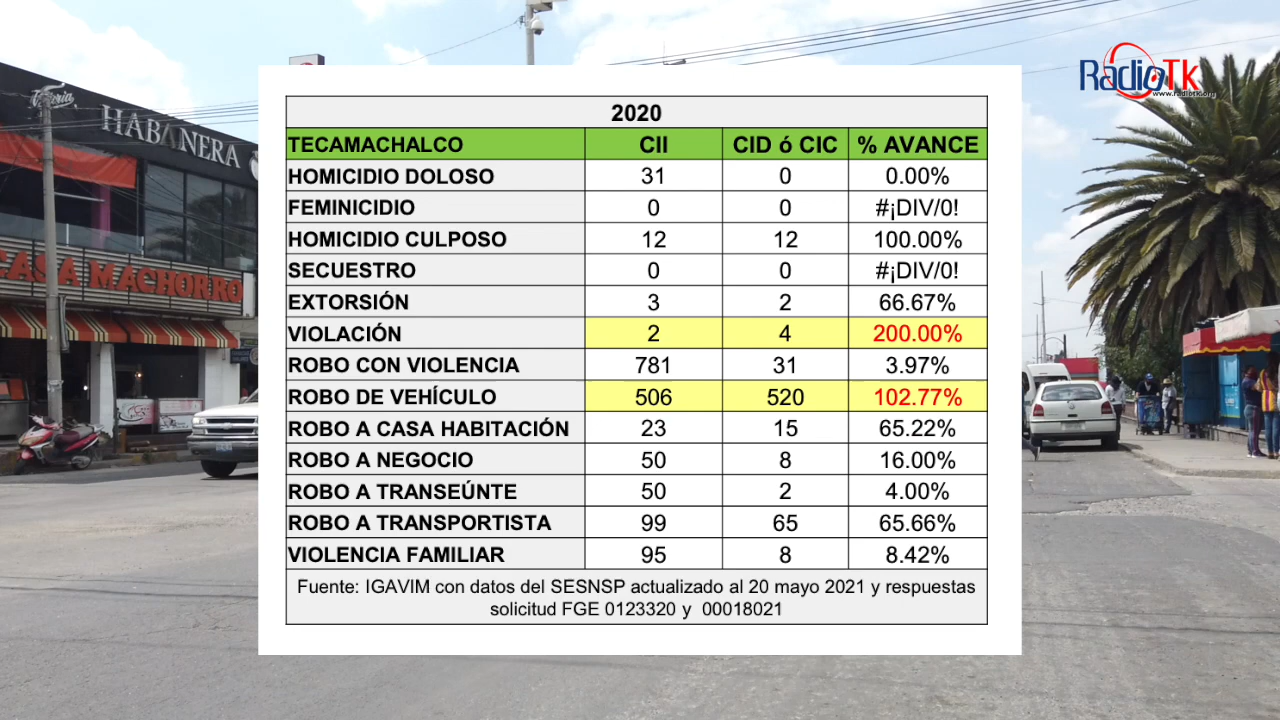 RadioTk
www.radiotk.org
HABANERA
CASA MACHORRO
2020
TECAMACHALCO CII CID ó CIC % AVANCE
HOMICIDIO DOLOSO 31 0 0.00%
FEMINICIDIO 0 0 #¡DIV/0!
HOMICIDIO CULPOSO 12 12 100.00%
SECUESTRO 0 0 #¡DIV/0!
EXTORSIÓN 3 2 66.67%
VIOLACIÓN 2 4 200.00%
ROBO CON VIOLENCIA 781 31 3.97%
ROBO DE VEHÍCULO 506 520 102.77%
ROBO A CASA HABITACIÓN 23 15 65.22%
ROBO A NEGOCIO 50 8 16.00%
ROBO A TRANSEÚNTE 50 2 4.00%
ROBO A TRANSPORTISTA 99 65 65.66%
VIOLENCIA FAMILIAR 95 8 8.42%
Fuente: IGAVIM con datos del SESNSP actualizado al 20 mayo 2021 y respuestas
solicitud FGE 0123320 y 00018021